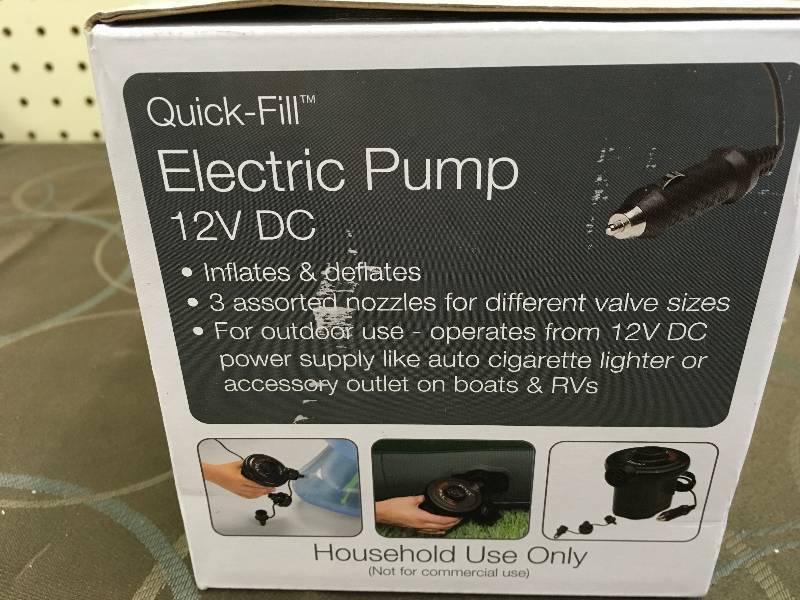 Quick-Fill™
Electric Pump
12V DC
• Inflates & deflates
• 3 assorted nozzles for different valve sizes
• For outdoor use - operates from 12V DC
power supply like auto cigarette lighter or
accessory outlet on boats & RVs
Household Use Only
(Not for commercial use)